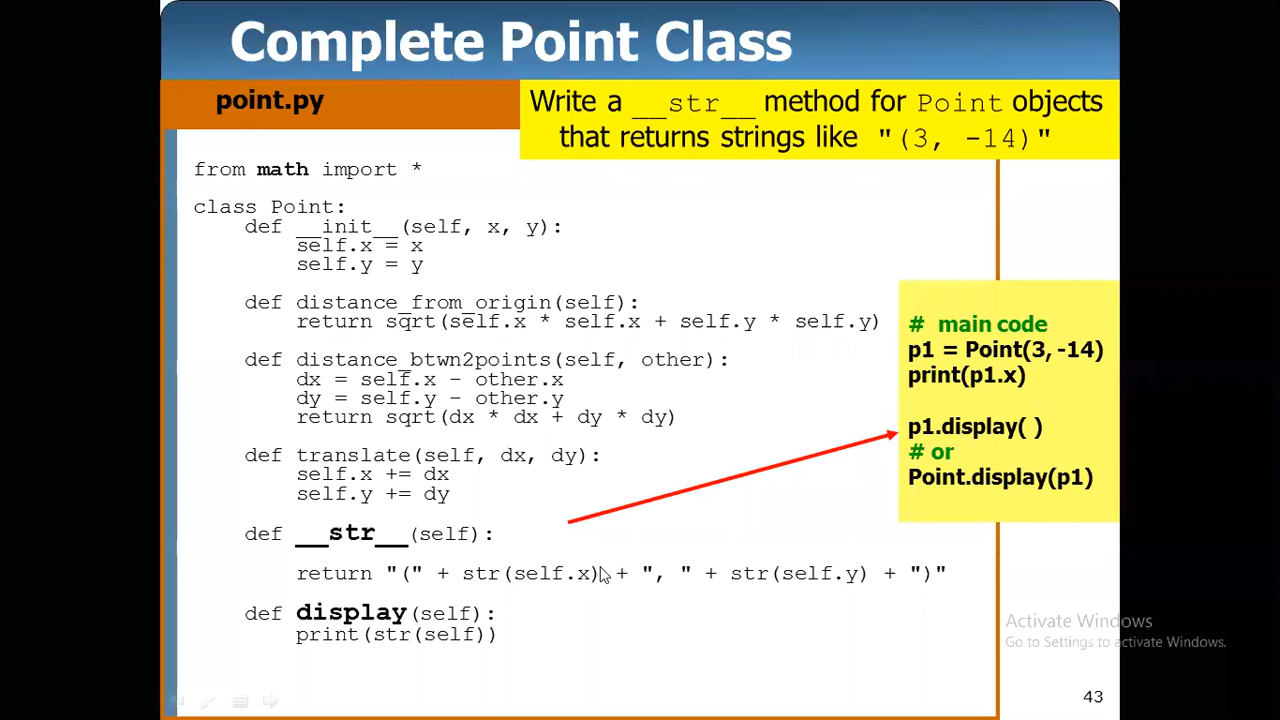 Complete Point Class
point.py
Write a __str__ method for Point objects
that returns strings like "(3, -14)"
from math import *
class Point:
def __init__(self, x, y):
self.x = x
self.y = y
def distance_from_origin(self):
return sqrt(self.x * self.x + self.y * self.y)
def distance_btwn2points(self, other):
dx = self.x - other.x
dy = self.y - other.y
return sqrt(dx * dx + dy * dy)
def translate(self, dx, dy):
self.x += dx
self.y += dy
def __str__(self):
return "(" + str(self.x) + ", " + str(self.y) + ")"
def display(self):
print(str(self))
# main code
p1 = Point(3, -14)
print(p1.x)
p1.display( )
# or
Point.display(p1)
Activate Windows
Go to Settings to activate Windows.
43